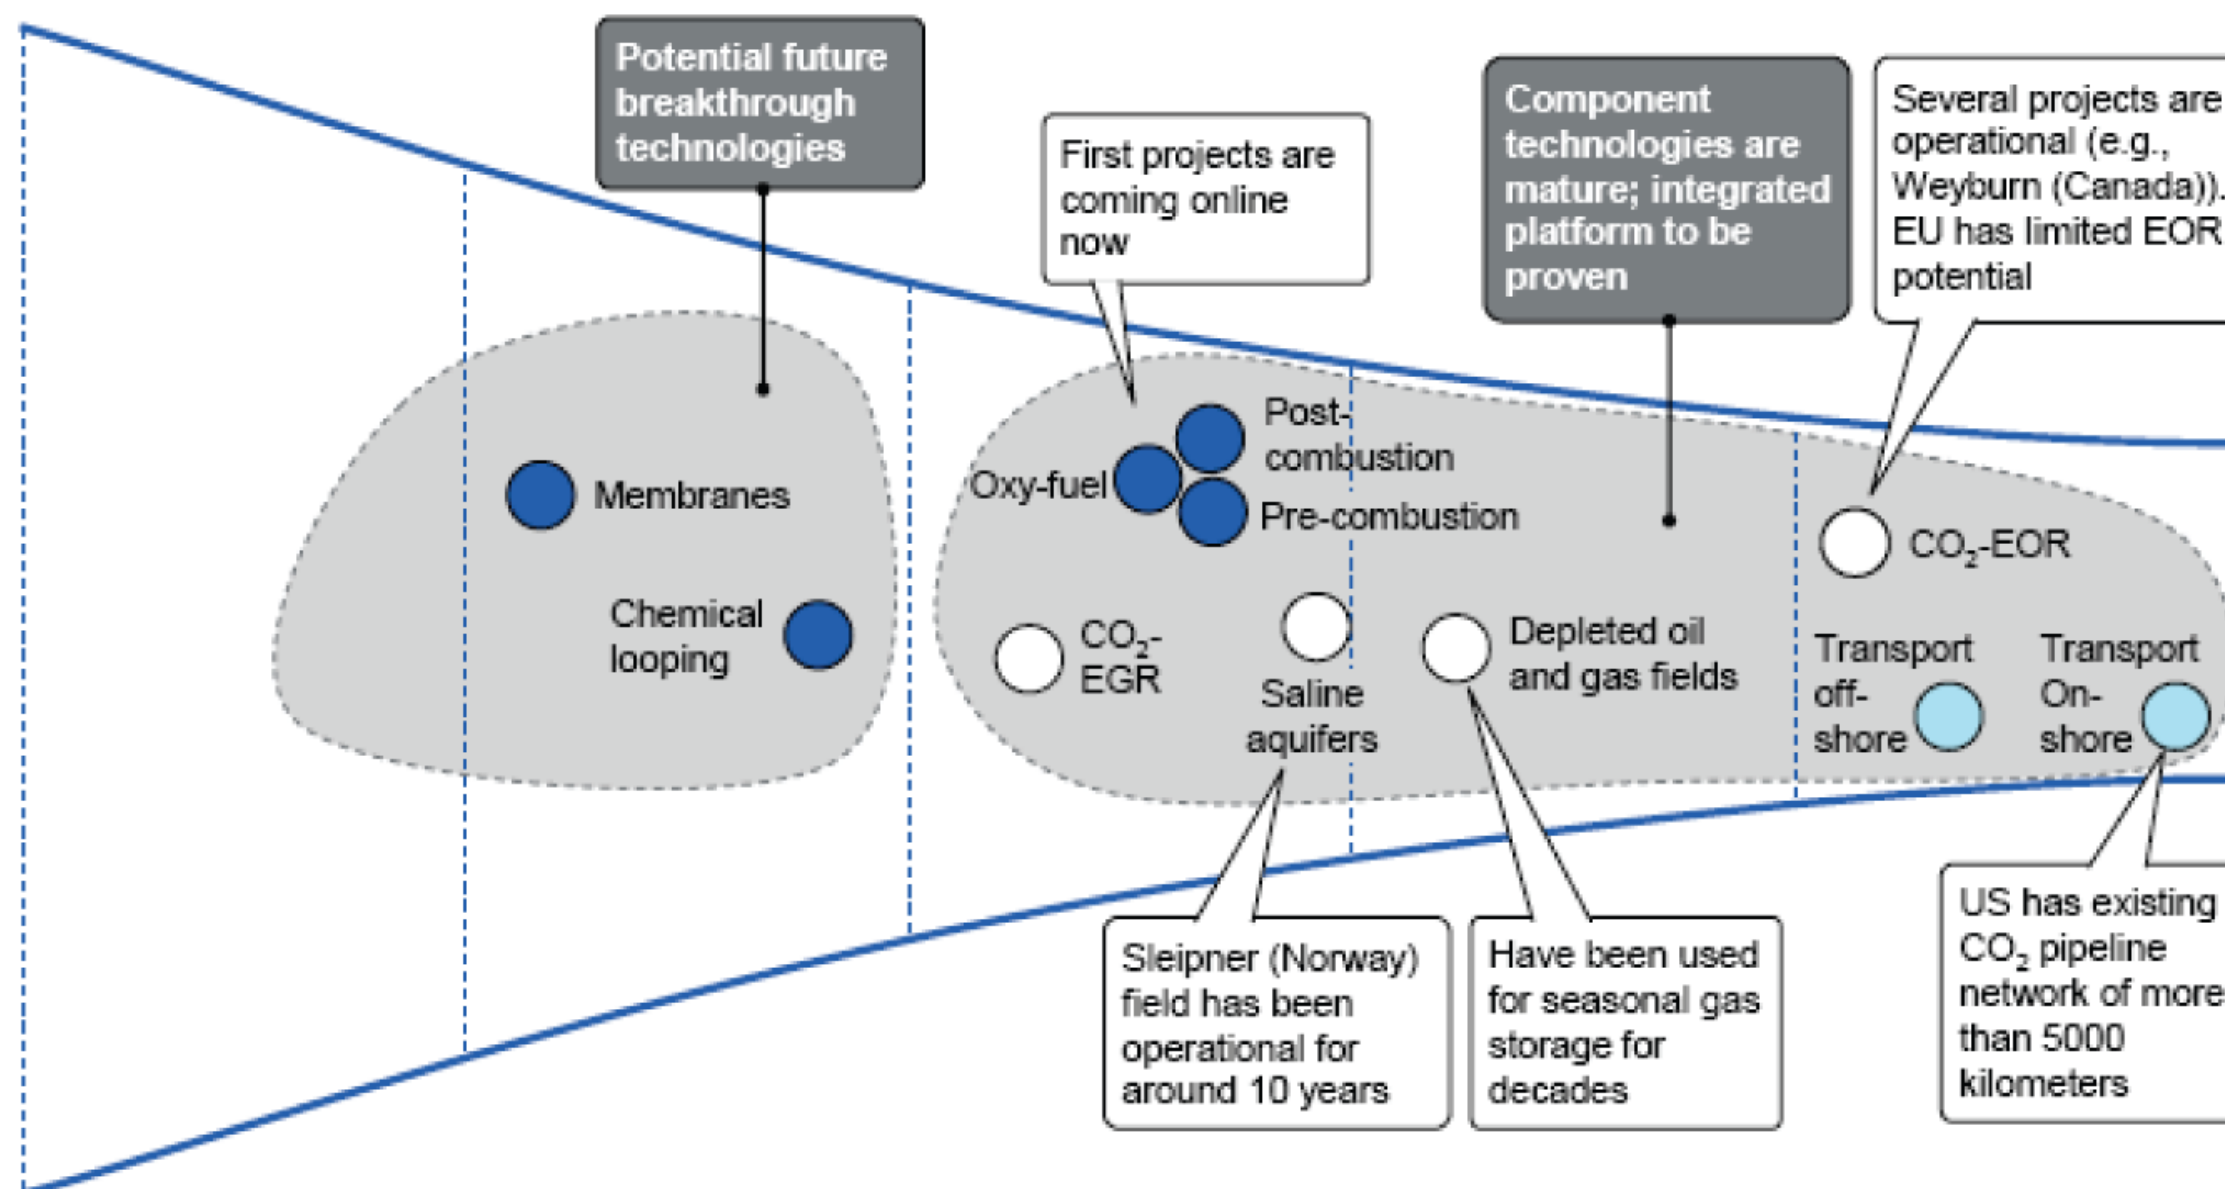 Potential future
breakthrough
technologies
First projects are
coming online
now
Component
technologies are
mature; integrated
platform to be
proven
Several projects are
operational (e.g.,
Weyburn (Canada)).
EU has limited EOR
potential
Membranes
Chemical
looping
Oxy-fuel
Post-
combustion
Pre-combustion
CO₂-
EGR
Saline
aquifers
Depleted oil
and gas fields
CO₂-EOR
Transport
off-
shore
Transport
On-
shore
Sleipner (Norway)
field has been
operational for
around 10 years
Have been used
for seasonal gas
storage for
decades
US has existing
CO₂ pipeline
network of more
than 5000
kilometers